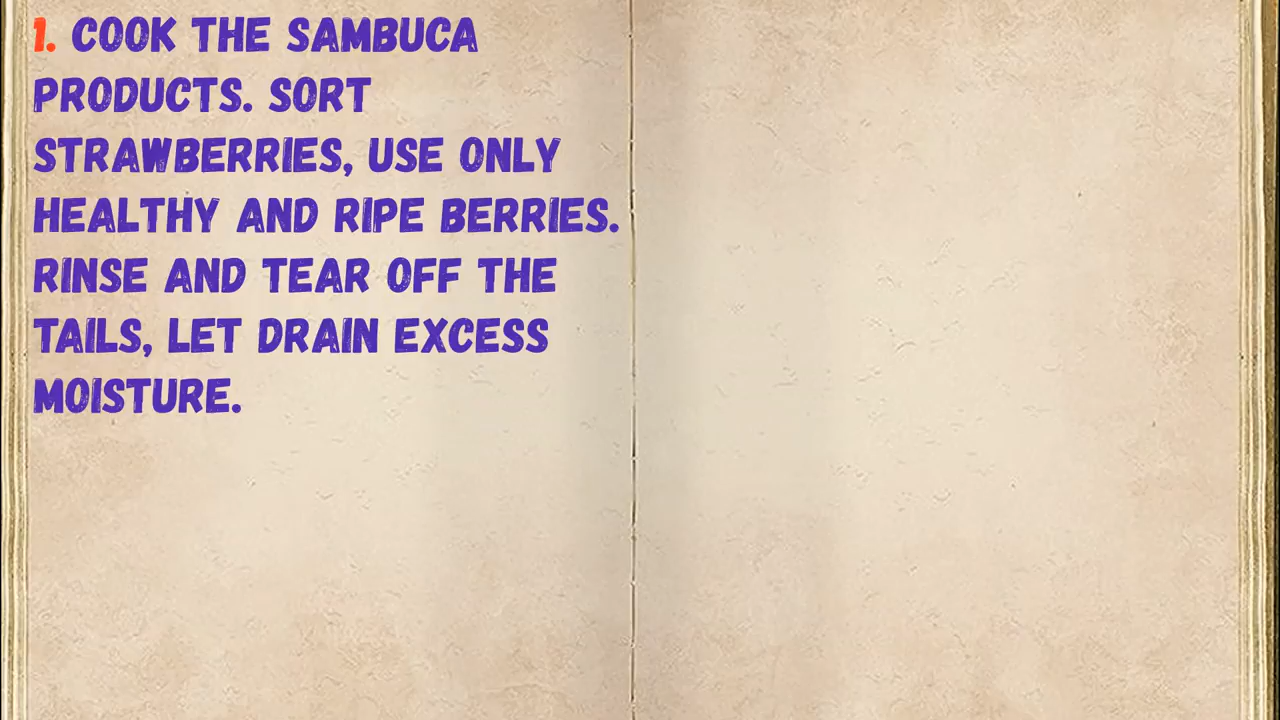 1. COOK THE SAMBUCA
PRODUCTS. SORT
STRAWBERRIES, USE ONLY
HEALTHY AND RIPE BERRIES.
RINSE AND TEAR OFF THE
TAILS, LET DRAIN EXCESS
MOISTURE.